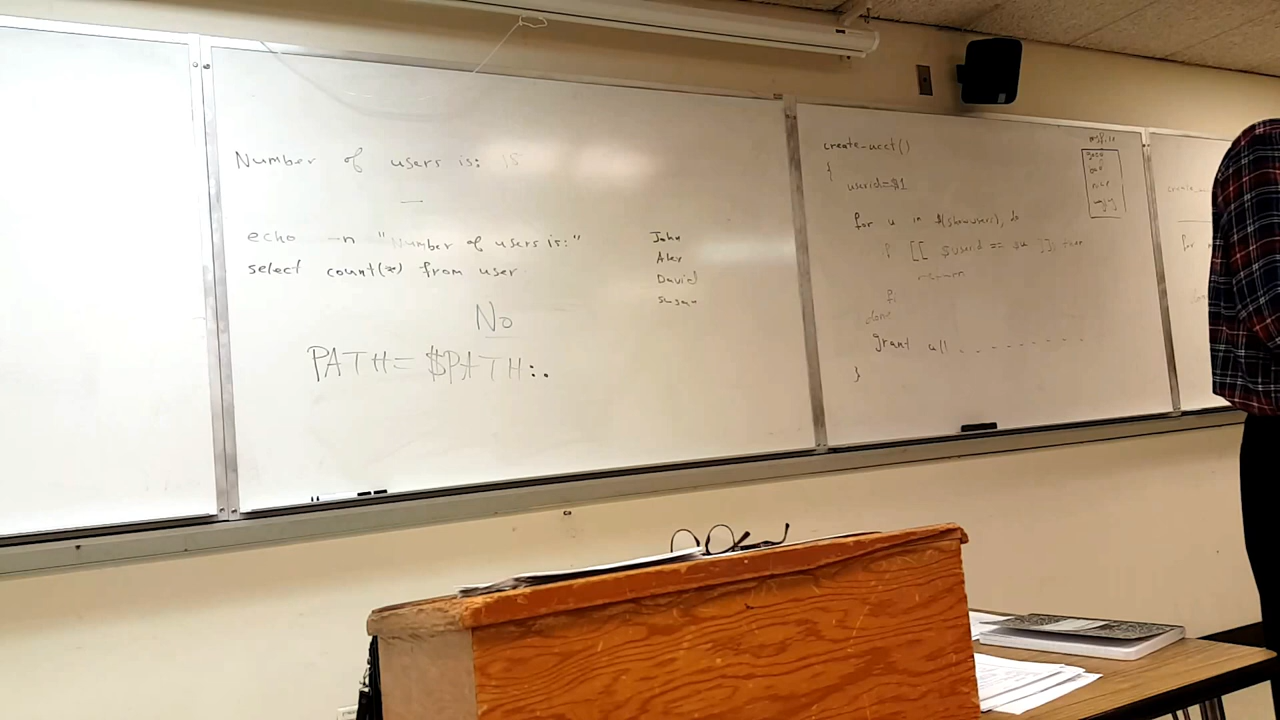 Number of users is: 15
echo -n "Number of users is:"
select count(*) from user
No
PATH=$PATH:.
John
Alex
David
Susan
create_acct()
{
userid=$1
for u in $(showusers), do
if [[ $userid == $u ]]; then
return
fi
done
grant all . - - - - - - - -
}
for